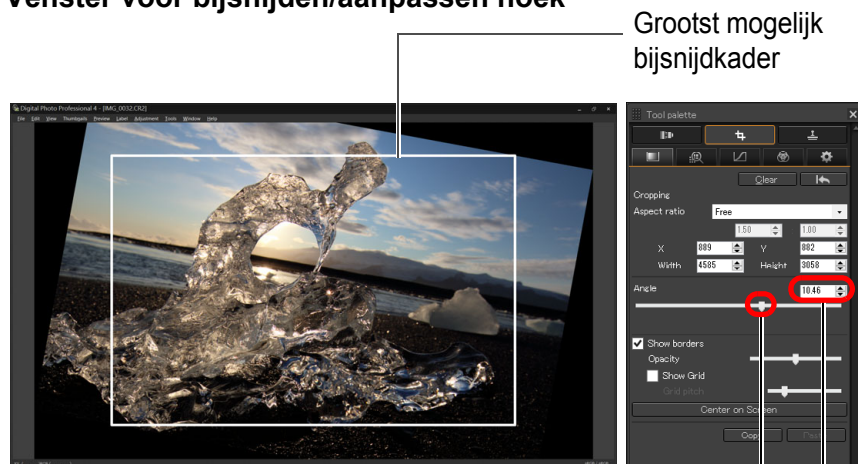 Venster voor bijsnijden/aanpassen hoek
Grootst mogelijk
bijsnijdkader
Digital Photo Professional 4 - [IMG_0032.CR2]
File Edit View Thumbnails Preview Label Adjustment Tools Window Help
Tool palette
Clear
Cropping
Aspect ratio Free
1.50 1.00
X 889 Y 882
Width 4585 Height 3058
Angle 10.46
Show borders
Opacity
Show Grid
Grid pitch
Center on Screen
Copy Paste